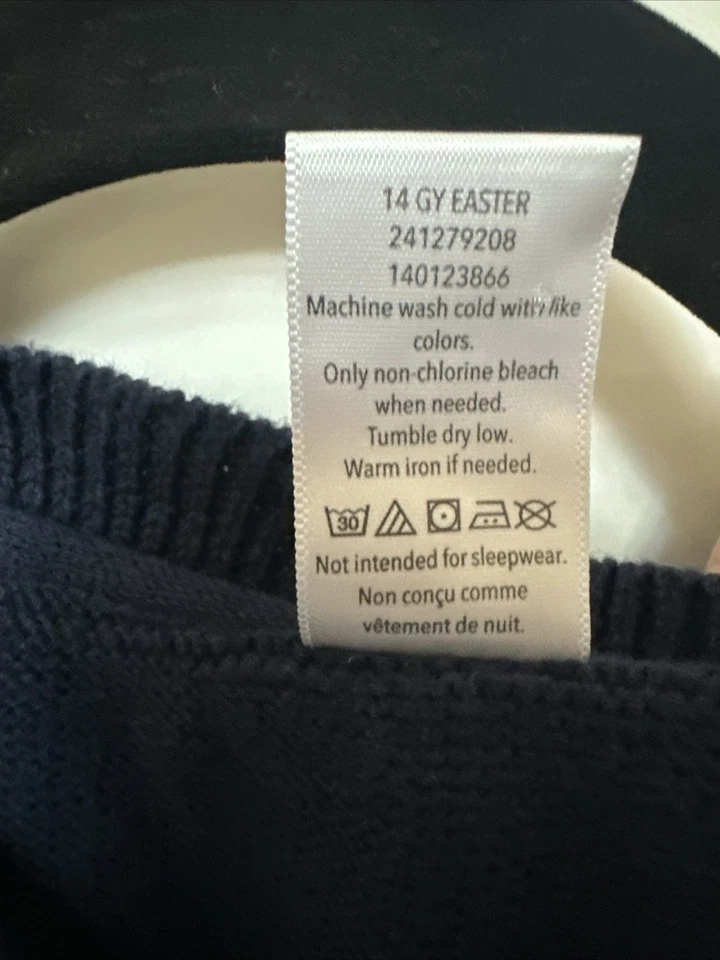 14 GY EASTER
241279208
140123866
Machine wash cold with like
colors.
Only non-chlorine bleach
when needed.
Tumble dry low.
Warm iron if needed.
30
Not intended for sleepwear.
Non conçu comme
vêtement de nuit.